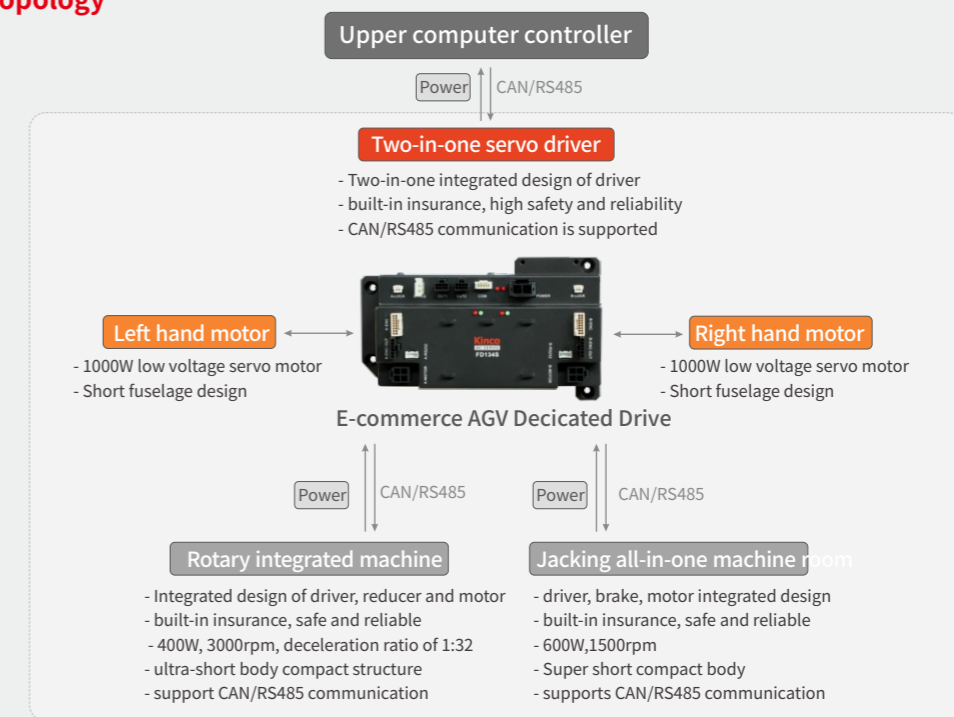 opology
Upper computer controller
Power
CAN/RS485
Two-in-one servo driver
- Two-in-one integrated design of driver
- built-in insurance, high safety and reliability
- CAN/RS485 communication is supported
COM
POWER
Left hand motor
- 1000W low voltage servo motor
- Short fuselage design
Kinco
FD134S
Right hand motor
- 1000W low voltage servo motor
- Short fuselage design
E-commerce AGV Decicated Drive
Power
CAN/RS485
Power
CAN/RS485
Rotary integrated machine
- Integrated design of driver, reducer and motor
- built-in insurance, safe and reliable
- 400W, 3000rpm, deceleration ratio of 1:32
- ultra-short body compact structure
- support CAN/RS485 communication
Jacking all-in-one machine room
- driver, brake, motor integrated design
- built-in insurance, safe and reliable
- 600W,1500rpm
- Super short compact body
- supports CAN/RS485 communication